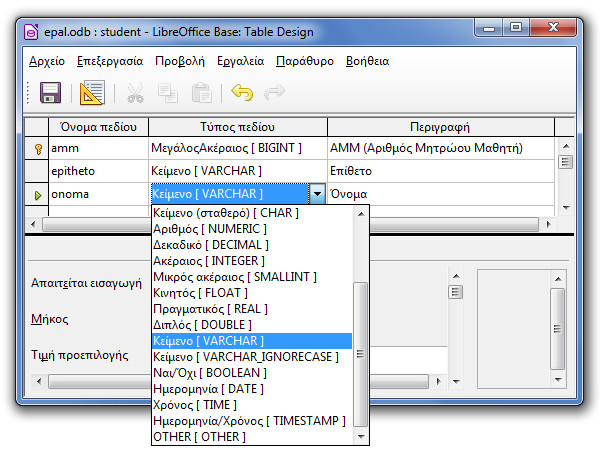 epal.odb : student - LibreOffice Base: Table Design
Αρχείο Επεξεργασία Προβολή Εργαλεία Παράθυρο Βοήθεια
Όνομα πεδίου Τύπος πεδίου Περιγραφή
amm ΜεγάλοςΑκέραιος [ BIGINT ] ΑΜΜ (Αριθμός Μητρώου Μαθητή)
epitheto Κείμενο [ VARCHAR ] Επίθετο
onoma Κείμενο [ VARCHAR ] Όνομα
Κείμενο (σταθερό) [ CHAR ]
Αριθμός [ NUMERIC ]
Δεκαδικό [ DECIMAL ]
Ακέραιος [ INTEGER ]
Μικρός ακέραιος [ SMALLINT ]
Κινητός [ FLOAT ]
Πραγματικός [ REAL ]
Διπλός [ DOUBLE ]
Κείμενο [ VARCHAR ]
Κείμενο [ VARCHAR_IGNORECASE ]
Ναι/Όχι [ BOOLEAN ]
Ημερομηνία [ DATE ]
Χρόνος [ TIME ]
Ημερομηνία/Χρόνος [ TIMESTAMP ]
OTHER [ OTHER ]
Απαιτείται εισαγωγή
Μήκος
Τιμή προεπιλογής